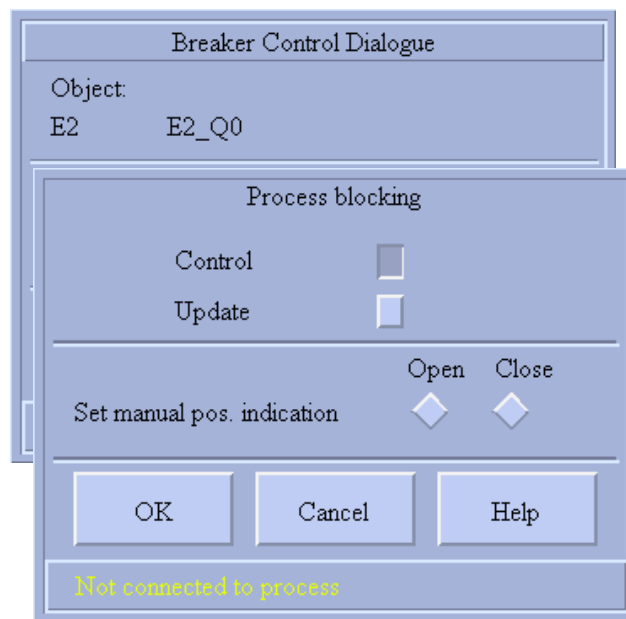 Breaker Control Dialogue
Object:
E2 E2_Q0
Process blocking
Control
Update
Open Close
Set manual pos. indication
OK Cancel Help
Not connected to process